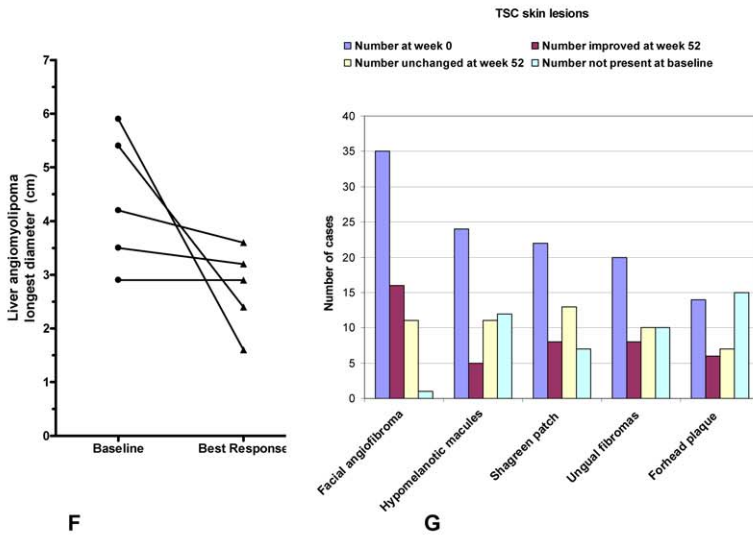 TSC skin lesions
Number at week 0
Number improved at week 52
Number unchanged at week 52
Number not present at baseline
7
6
5
4
3
2
1
0
Liver angiomyolipoma
longest diameter (cm)
Baseline
Best Response
F
40
35
30
25
20
15
10
5
0
Number of cases
Facial angiofibroma
Hypomelanotic macules
Shagreen patch
Ungual fibromas
Forhead plaque
G